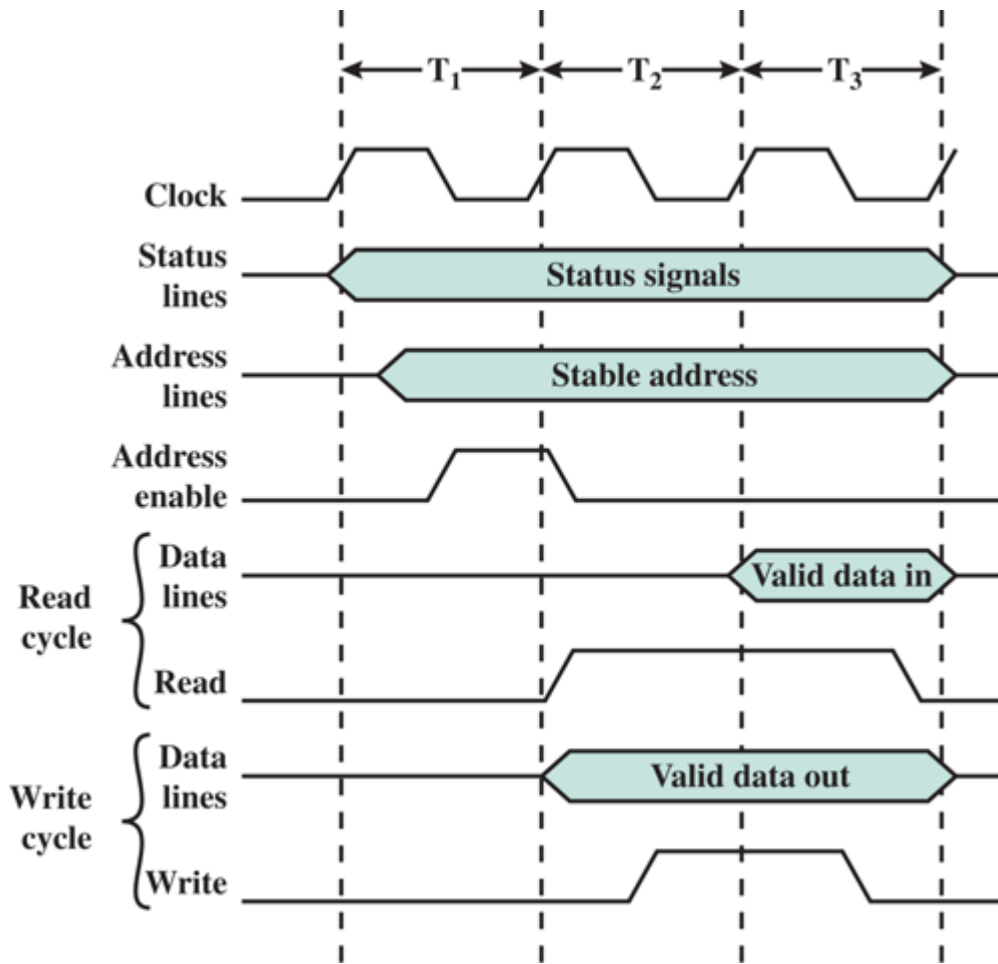 T₁ T₂ T₃
Clock
Status
lines
Status signals
Address
lines
Stable address
Address
enable
Read
cycle
Data
lines
Valid data in
Read
Write
cycle
Data
lines
Valid data out
Write